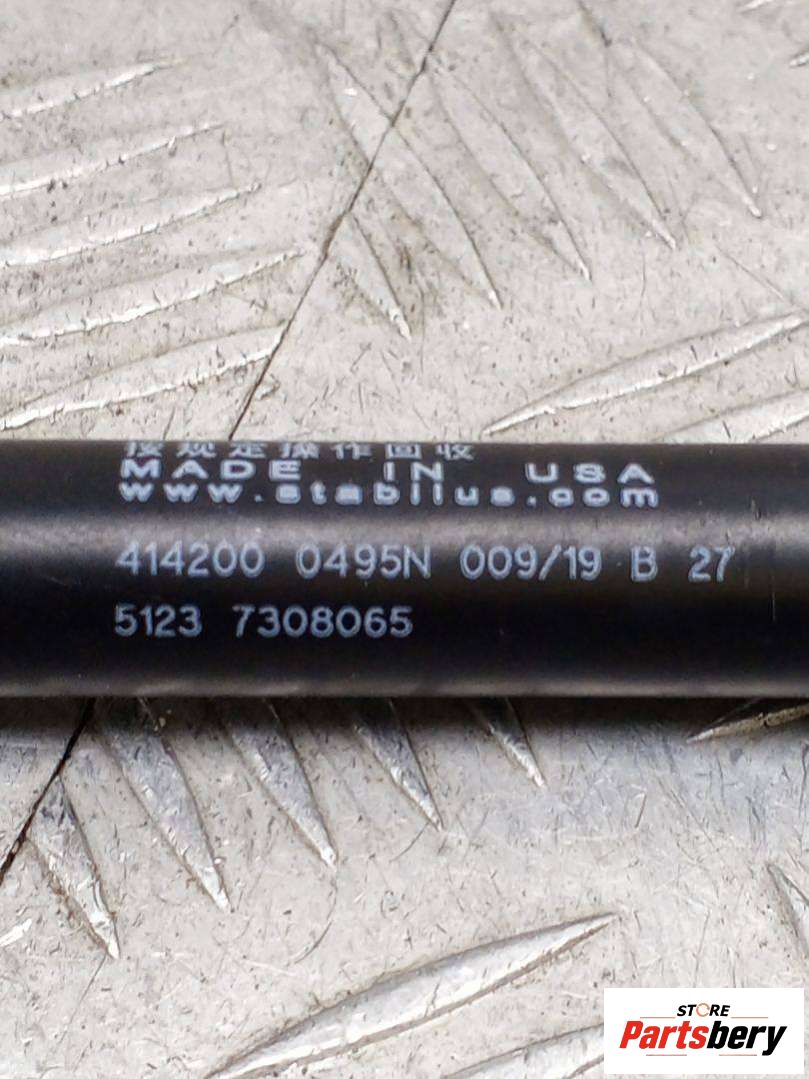 按规定操作回收
MADE IN USA
www.stabilus.com
414200 0495N 009/19 B 27
5123 7308065
STORE
Partsbery